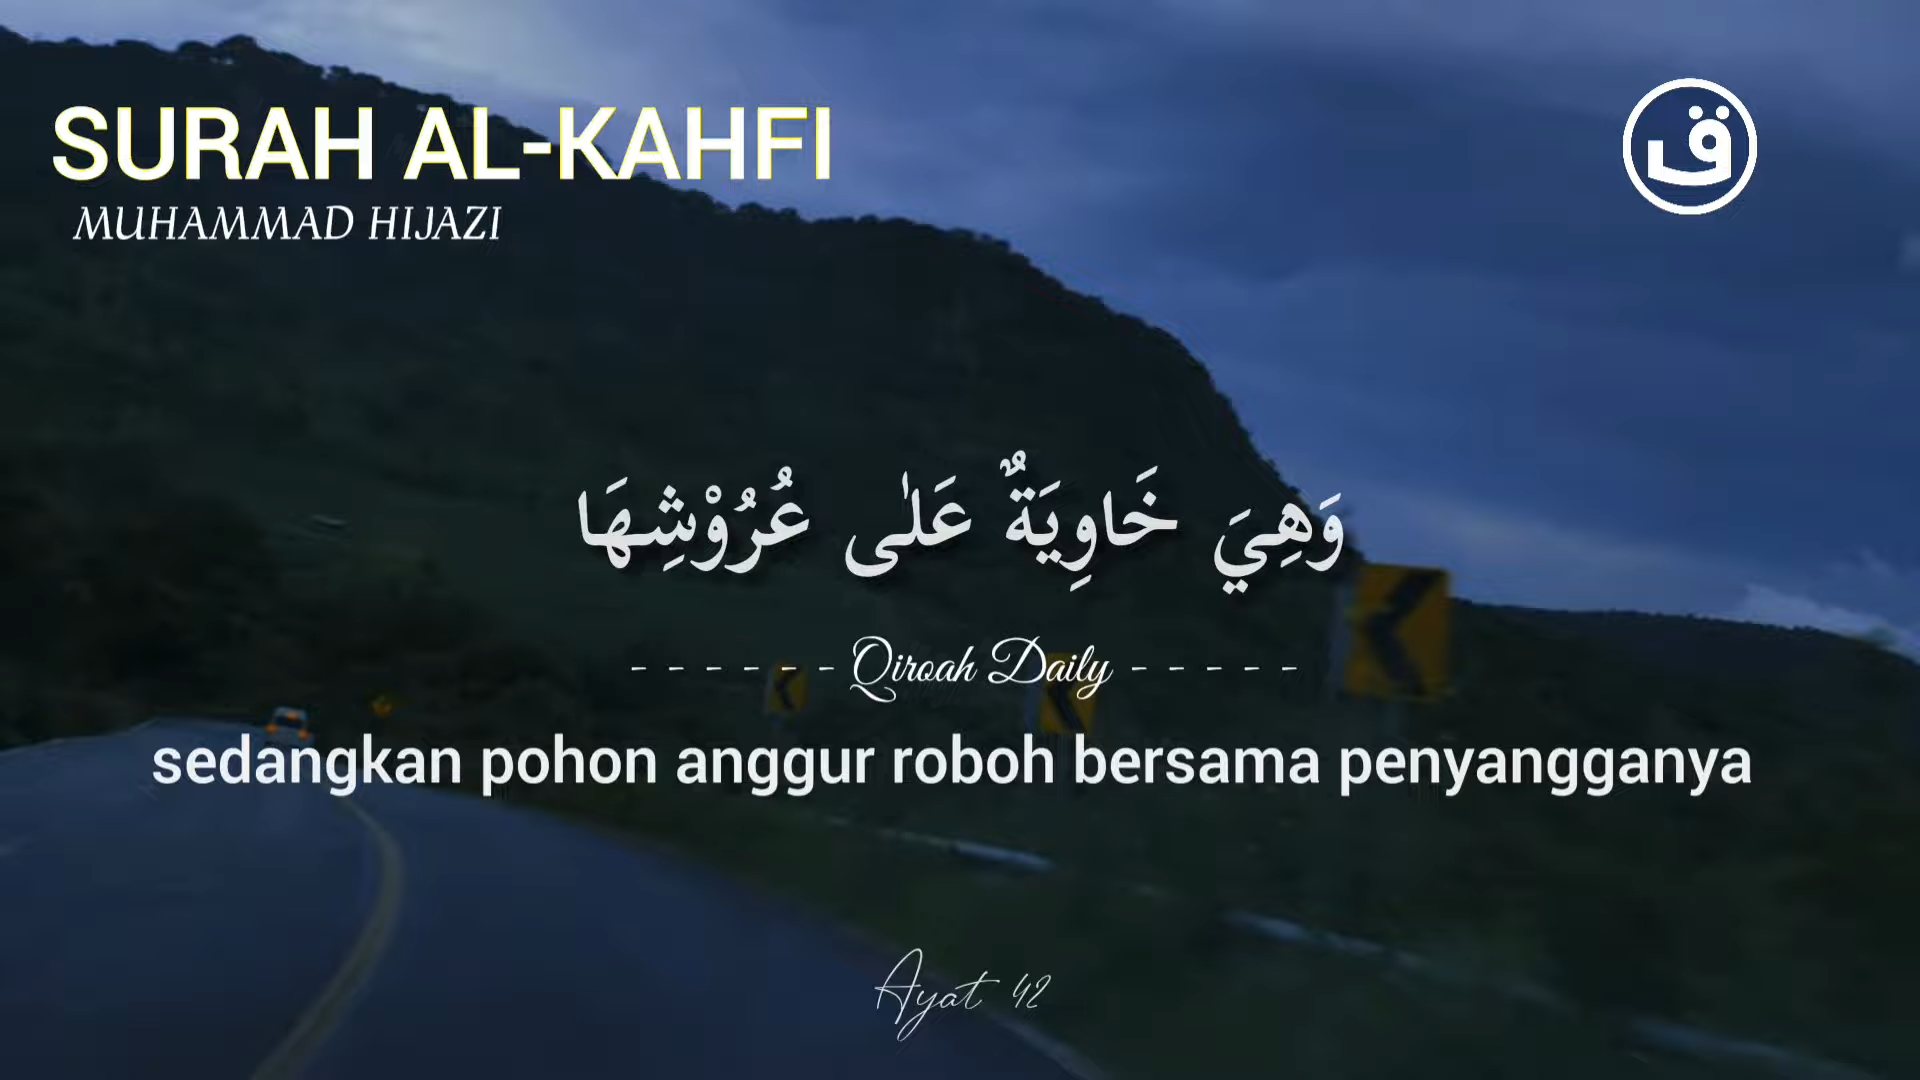 SURAH AL-KAHFI
MUHAMMAD HIJAZI
ق
وَهِيَ خَاوِيَةٌ عَلٰى عُرُوْشِهَا
- - - - - - Qiroah Daily - - - - -
sedangkan pohon anggur roboh bersama penyangganya
Ayat 42